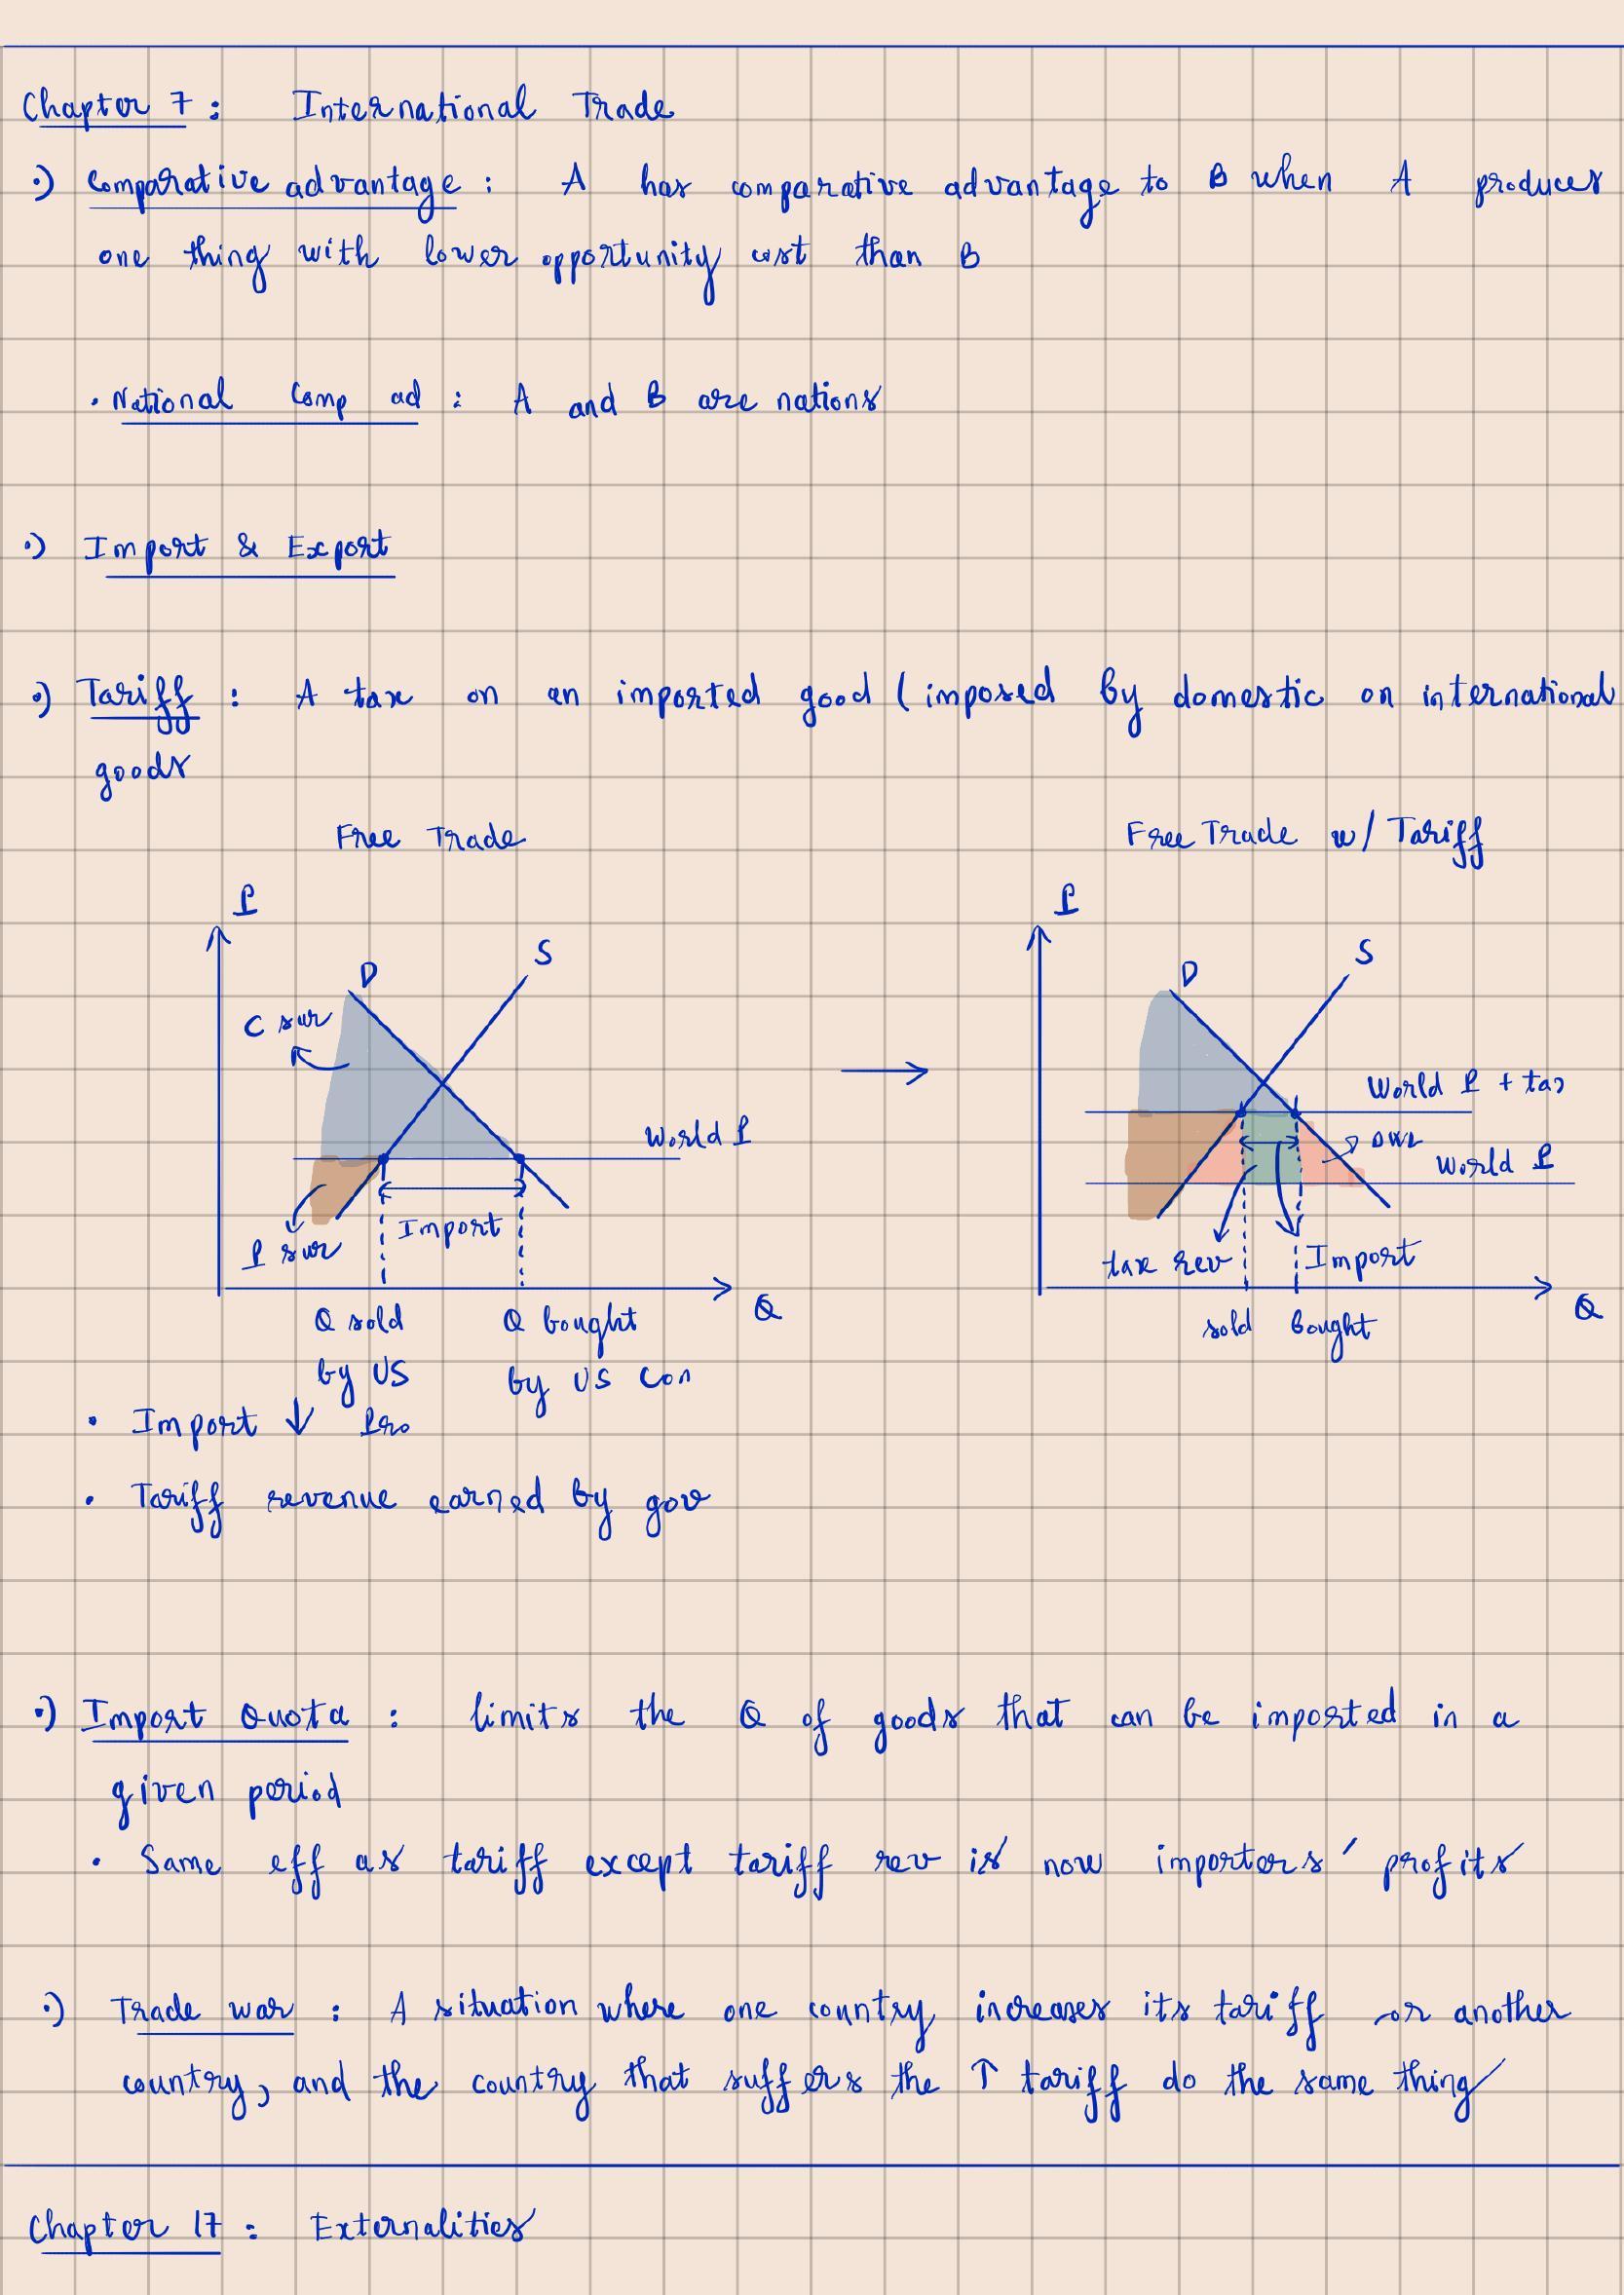 Chapter 7 : International Trade
•) Comparative advantage : A has comparative advantage to B when A produces
one thing with lower opportunity cost than B
• National Comp ad : A and B are nations
•) Import & Export
•) Tariff : A tax on an imported good ( imposed by domestic on international
goods
Free Trade
P
D
S
C sur
World P
Import
P sur
Q
Q sold
by US
Q bought
by US con
→
Free Trade w/ Tariff
P
D
S
World P + tax
DWL
World P
tax rev
Import
Q
sold
bought
• Import ↓ Pro
• Tariff revenue earned by gov
•) Import Quota : limits the Q of goods that can be imported in a
given period
• Same eff as tariff except tariff rev is now importers' profits
•) Trade war : A situation where one country increases its tariff or another
country, and the country that suffers the ↑ tariff do the same thing
Chapter 17 : Externalities